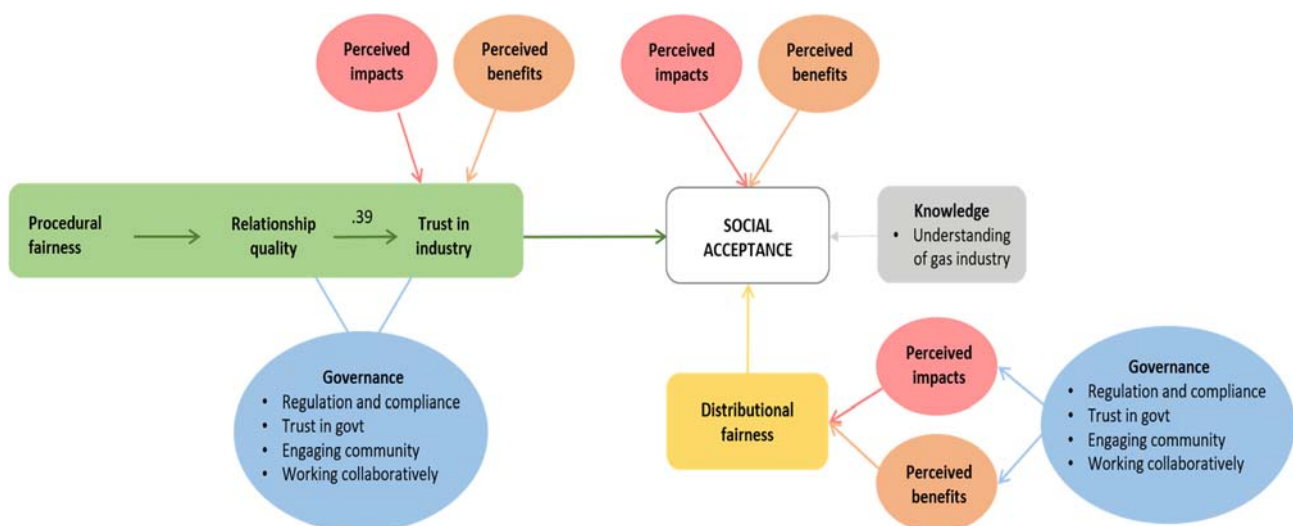 Perceived
impacts
Perceived
benefits
Perceived
impacts
Perceived
benefits
Procedural
fairness
Relationship
quality
.39
Trust in
industry
SOCIAL
ACCEPTANCE
Knowledge
• Understanding
of gas industry
Governance
• Regulation and compliance
• Trust in govt
• Engaging community
• Working collaboratively
Distributional
fairness
Perceived
impacts
Perceived
benefits
Governance
• Regulation and compliance
• Trust in govt
• Engaging community
• Working collaboratively